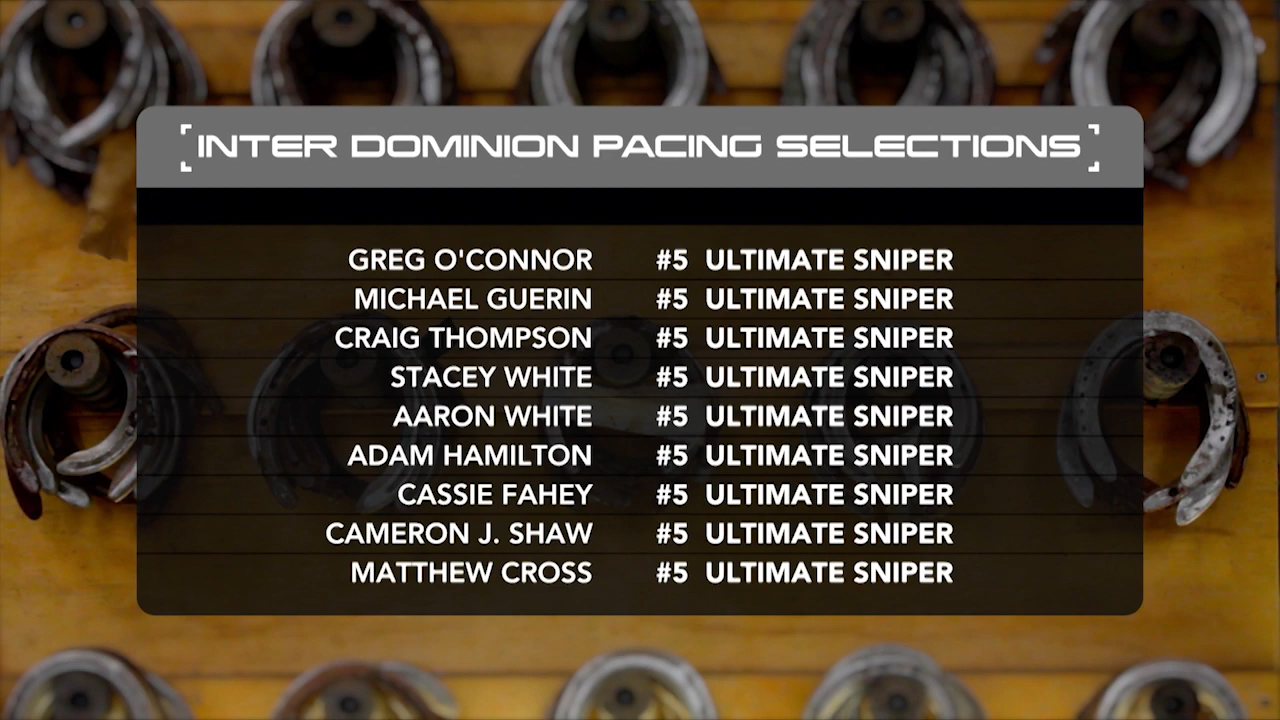 INTER DOMINION PACING SELECTIONS
GREG O'CONNOR #5 ULTIMATE SNIPER
MICHAEL GUERIN #5 ULTIMATE SNIPER
CRAIG THOMPSON #5 ULTIMATE SNIPER
STACEY WHITE #5 ULTIMATE SNIPER
AARON WHITE #5 ULTIMATE SNIPER
ADAM HAMILTON #5 ULTIMATE SNIPER
CASSIE FAHEY #5 ULTIMATE SNIPER
CAMERON J. SHAW #5 ULTIMATE SNIPER
MATTHEW CROSS #5 ULTIMATE SNIPER